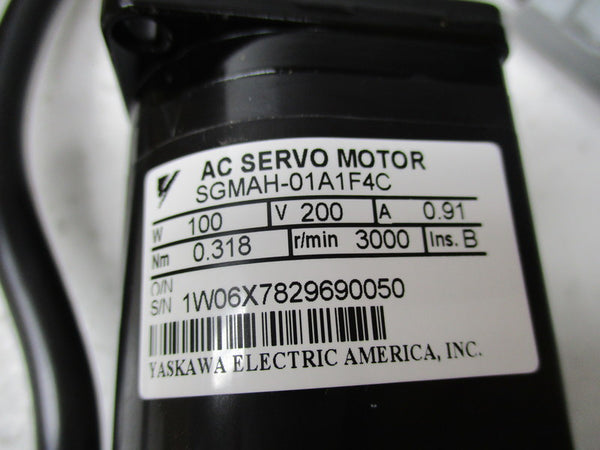 AC SERVO MOTOR
SGMAH-01A1F4C
W 100 V 200 A 0.91
Nm 0.318 r/min 3000 Ins. B
O/N
S/N 1W06X7829690050
YASKAWA ELECTRIC AMERICA, INC.